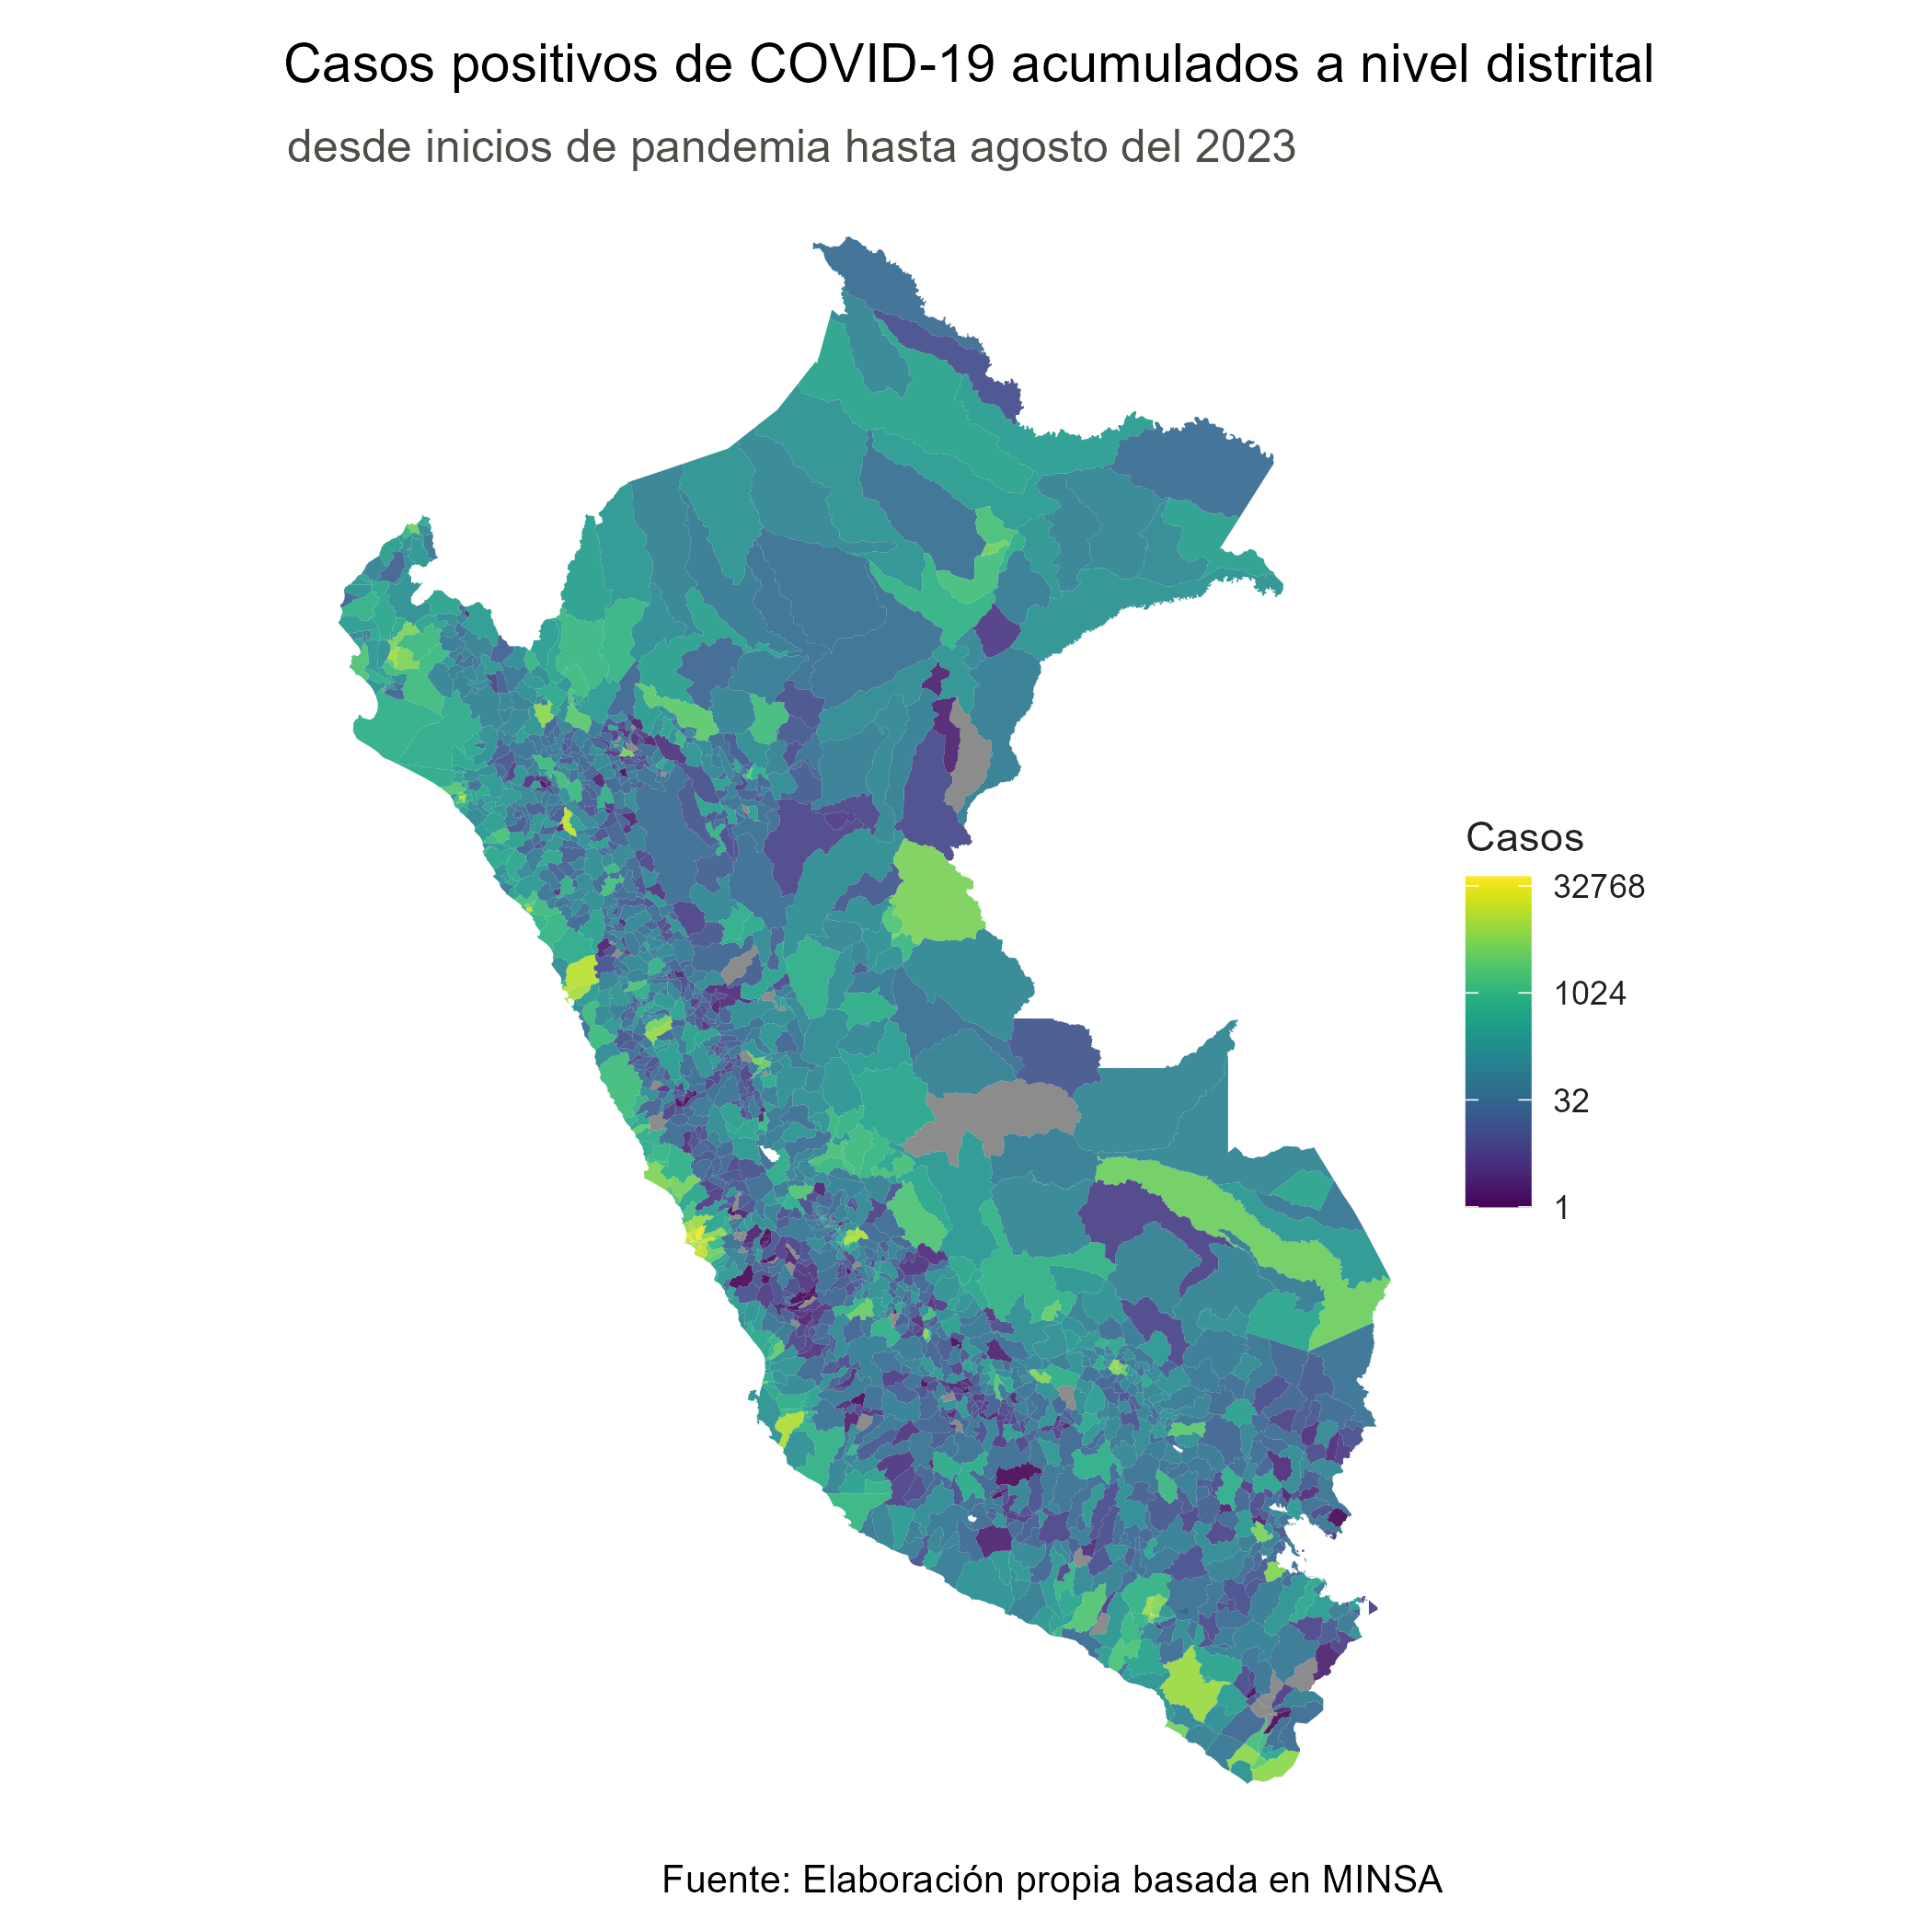 Casos positivos de COVID-19 acumulados a nivel distrital
desde inicios de pandemia hasta agosto del 2023
Casos
32768
1024
32
1
Fuente: Elaboración propia basada en MINSA